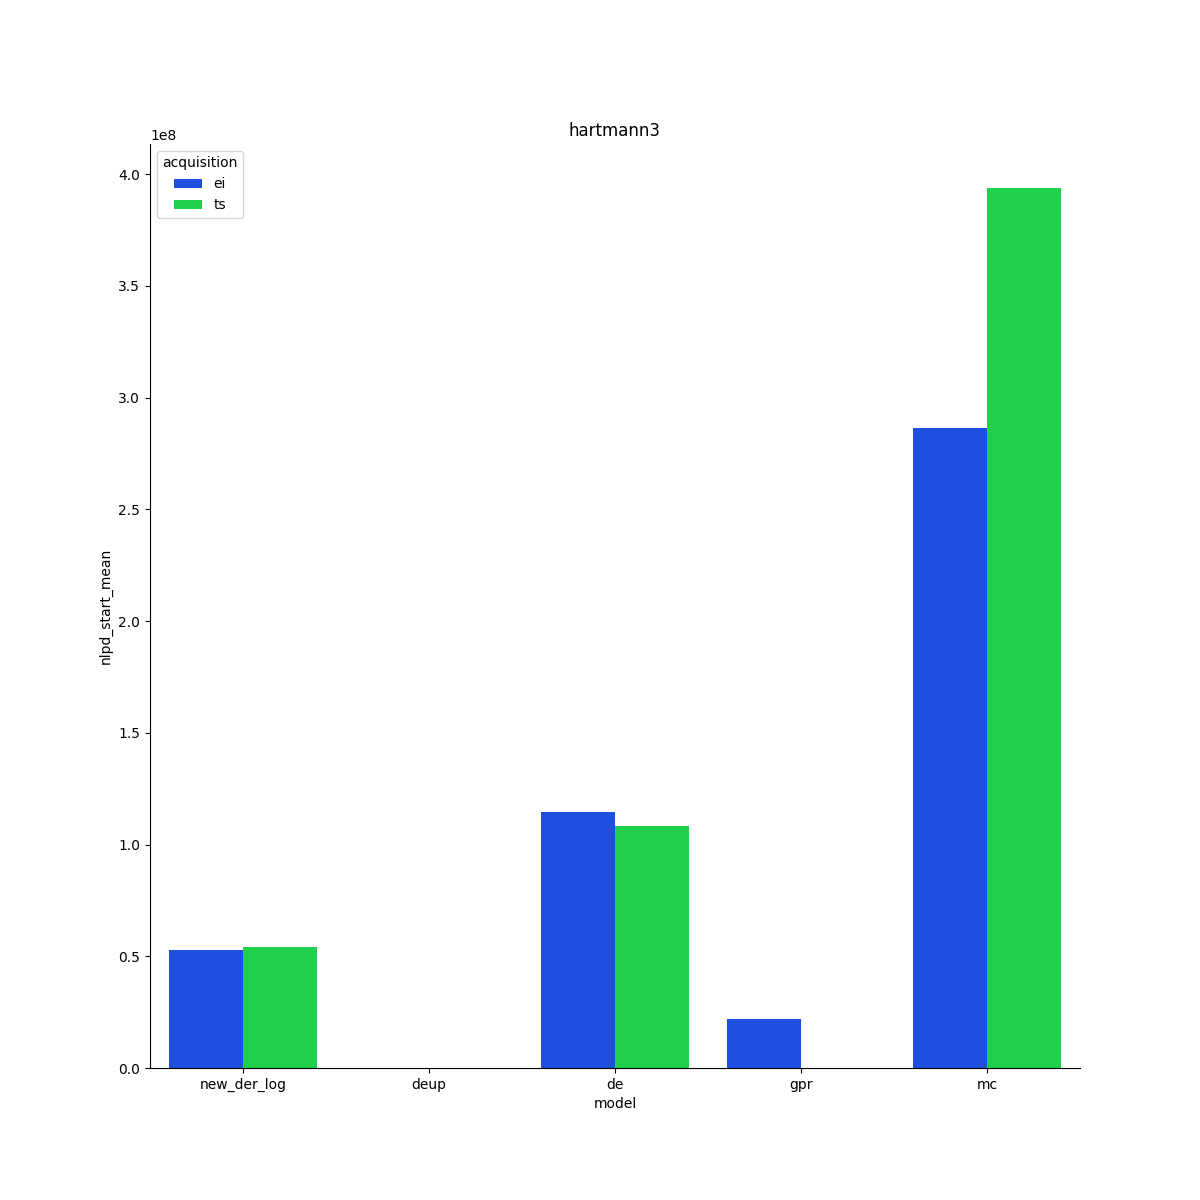 hartmann3
1e8
acquisition
ei
ts
4.0
3.5
3.0
2.5
2.0
1.5
1.0
0.5
0.0
nlpd_start_mean
new_der_log deup de gpr mc
model